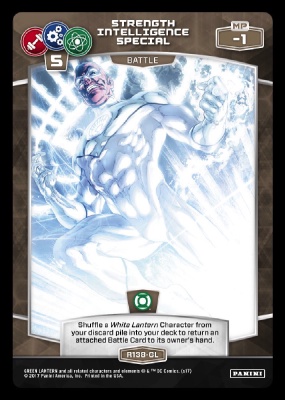 STRENGTH
INTELLIGENCE
SPECIAL
MP
-1
5
BATTLE
Shuffle a White Lantern Character from
your discard pile into your deck to return an
attached Battle Card to its owner's hand.
A138-GL
GREEN LANTERN and all related characters and elements © & ™ DC Comics. (s17)
© 2017 Panini America, Inc. Printed in the USA.
PANINI